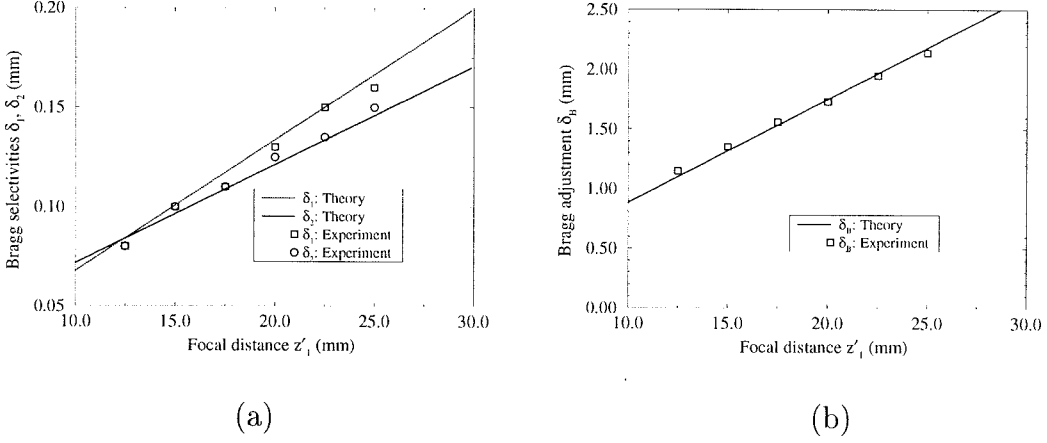 0.20
0.15
0.10
0.05
10.0 15.0 20.0 25.0 30.0
Bragg selectivities δ₁, δ₂ (mm)
Focal distance z'₁ (mm)
δ₁: Theory
δ₂: Theory
δ₁: Experiment
δ₂: Experiment
(a)
2.50
2.00
1.50
1.00
0.50
0.00
10.0 15.0 20.0 25.0 30.0
Bragg adjustment δ_B (mm)
Focal distance z'₁ (mm)
δ_B: Theory
δ_B: Experiment
(b)